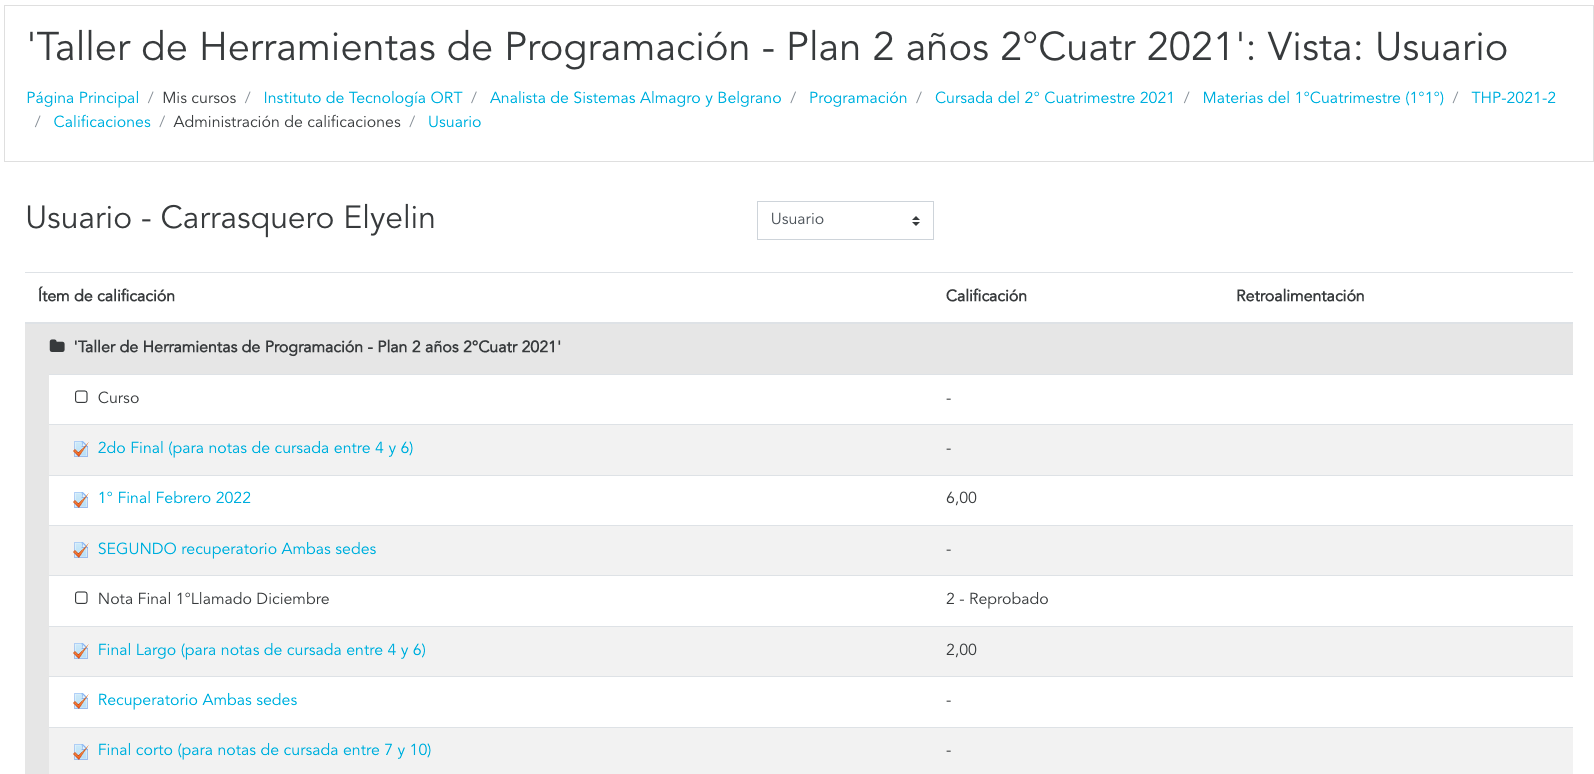 'Taller de Herramientas de Programación - Plan 2 años 2°Cuatr 2021': Vista: Usuario
Página Principal / Mis cursos / Instituto de Tecnología ORT / Analista de Sistemas Almagro y Belgrano / Programación / Cursada del 2° Cuatrimestre 2021 / Materias del 1°Cuatrimestre (1°1°) / THP-2021-2
/ Calificaciones / Administración de calificaciones / Usuario
Usuario - Carrasquero Elyelin
Usuario
Ítem de calificación Calificación Retroalimentación
'Taller de Herramientas de Programación - Plan 2 años 2°Cuatr 2021'
Curso -
2do Final (para notas de cursada entre 4 y 6) -
1° Final Febrero 2022 6,00
SEGUNDO recuperatorio Ambas sedes -
Nota Final 1°Llamado Diciembre 2 - Reprobado
Final Largo (para notas de cursada entre 4 y 6) 2,00
Recuperatorio Ambas sedes -
Final corto (para notas de cursada entre 7 y 10) -